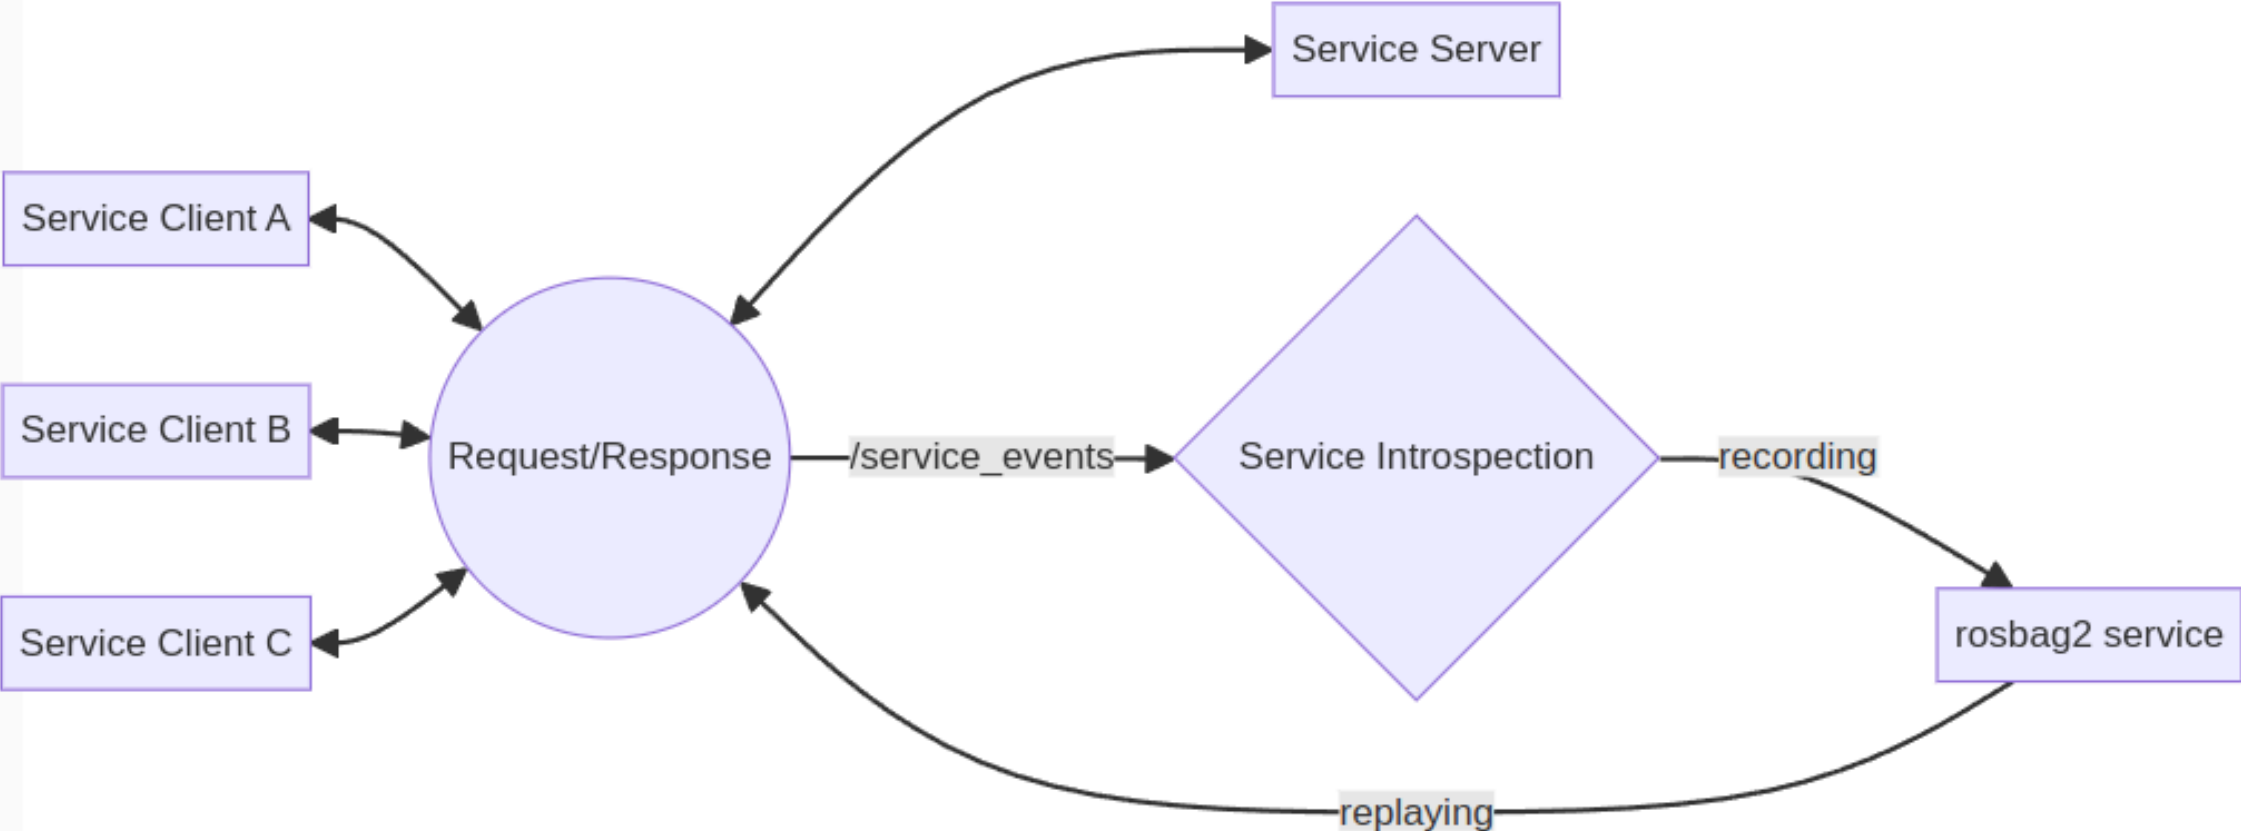 Service Server
Service Client A
Service Client B
Request/Response
/service_events
Service Introspection
recording
Service Client C
rosbag2 service
replaying